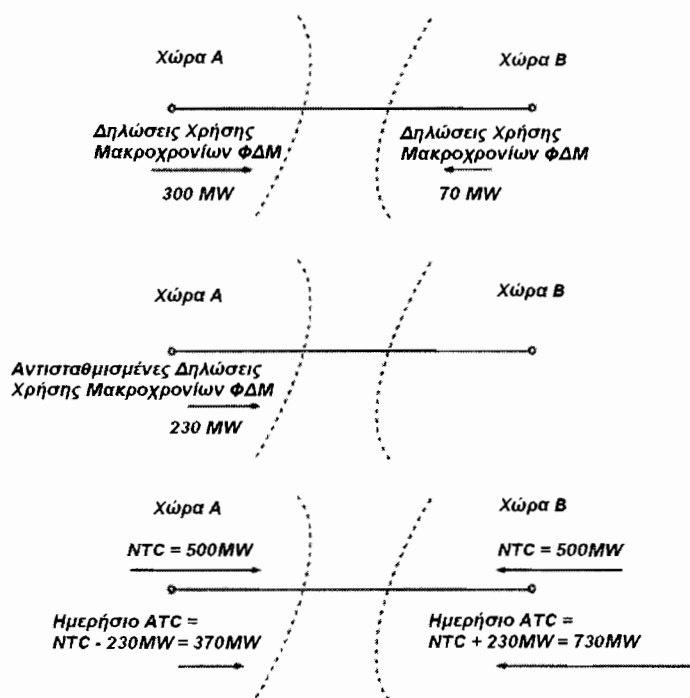 Χώρα Α
Χώρα Β
Δηλώσεις Χρήσης
Μακροχρονίων ΦΔΜ
300 MW
Δηλώσεις Χρήσης
Μακροχρονίων ΦΔΜ
70 MW
Χώρα Α
Χώρα Β
Αντισταθμισμένες Δηλώσεις
Χρήσης Μακροχρονίων ΦΔΜ
230 MW
Χώρα Α
Χώρα Β
NTC = 500MW
NTC = 500MW
Ημερήσιο ATC =
NTC - 230MW = 370MW
Ημερήσιο ATC =
NTC + 230MW = 730MW